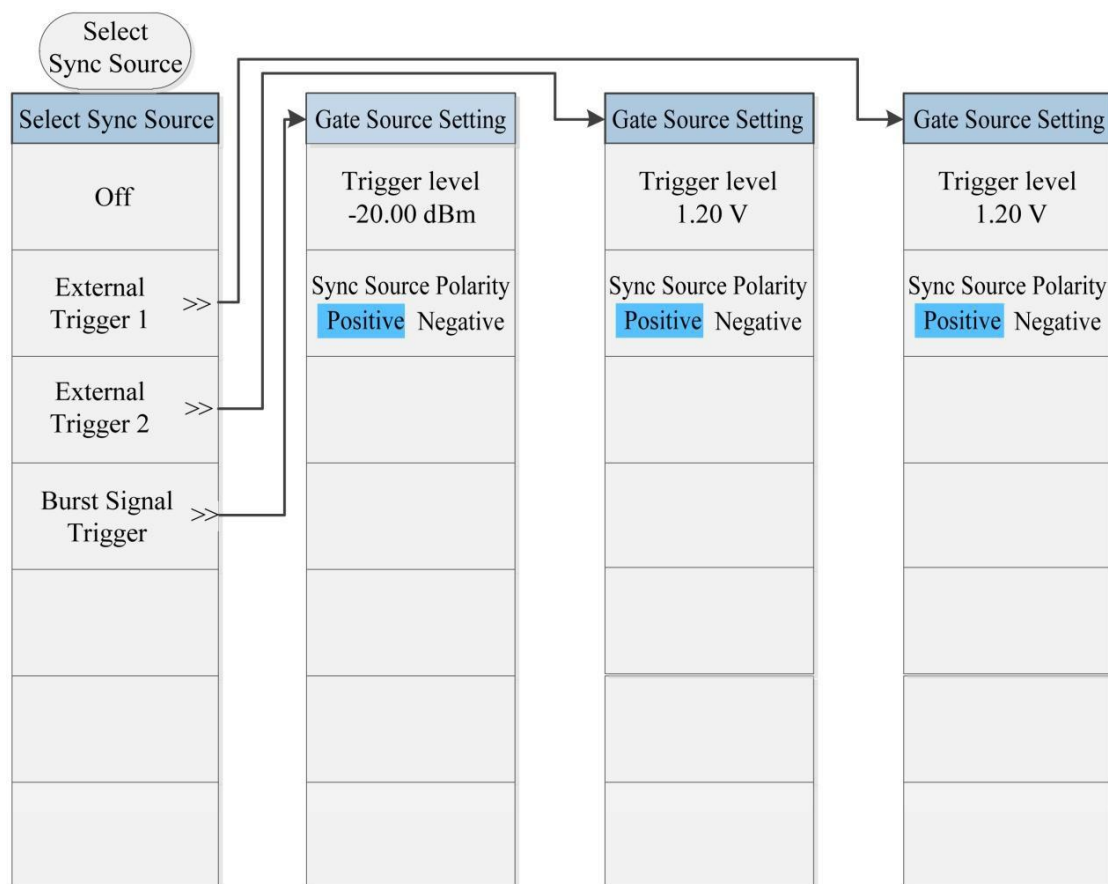 Select
Sync Source
Select Sync Source
Off
External
Trigger 1
>>
External
Trigger 2
>>
Burst Signal
Trigger
>>
Gate Source Setting
Trigger level
-20.00 dBm
Sync Source Polarity
Positive Negative
Gate Source Setting
Trigger level
1.20 V
Sync Source Polarity
Positive Negative
Gate Source Setting
Trigger level
1.20 V
Sync Source Polarity
Positive Negative